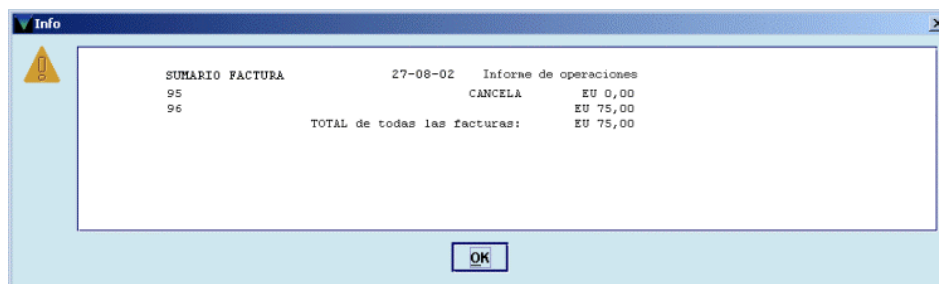 Info
SUMARIO FACTURA 27-08-02 Informe de operaciones
95 CANCELA EU 0,00
96 EU 75,00
TOTAL de todas las facturas: EU 75,00
OK